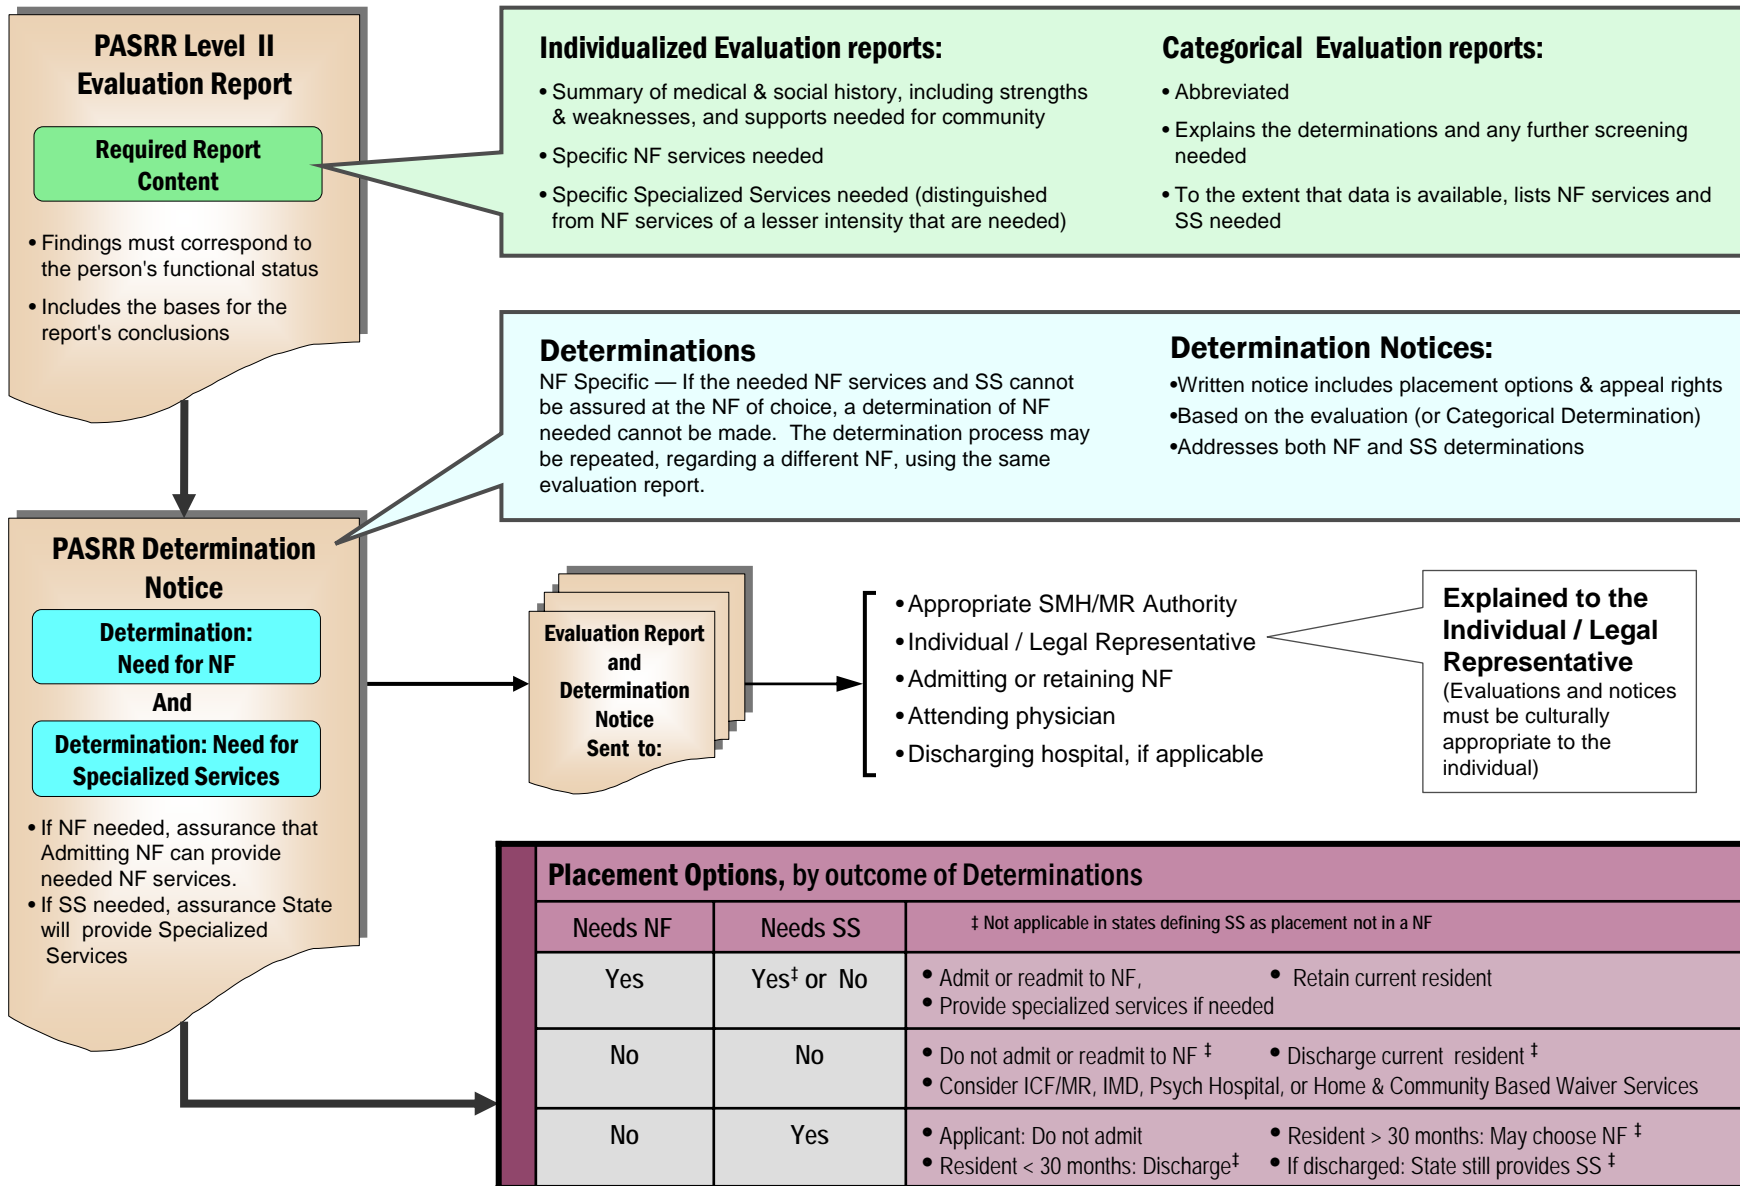 PASRR Level II
Evaluation Report
Required Report
Content
• Findings must correspond to
the person's functional status
• Includes the bases for the
report's conclusions
Individualized Evaluation reports:
• Summary of medical & social history, including strengths
& weaknesses, and supports needed for community
• Specific NF services needed
• Specific Specialized Services needed (distinguished
from NF services of a lesser intensity that are needed)
Categorical Evaluation reports:
• Abbreviated
• Explains the determinations and any further screening
needed
• To the extent that data is available, lists NF services and
SS needed
Determinations
NF Specific — If the needed NF services and SS cannot
be assured at the NF of choice, a determination of NF
needed cannot be made. The determination process may
be repeated, regarding a different NF, using the same
evaluation report.
Determination Notices:
•Written notice includes placement options & appeal rights
•Based on the evaluation (or Categorical Determination)
•Addresses both NF and SS determinations
PASRR Determination
Notice
Determination:
Need for NF
And
Determination: Need for
Specialized Services
• If NF needed, assurance that
Admitting NF can provide
needed NF services.
• If SS needed, assurance State
will provide Specialized
Services
Evaluation Report
and
Determination
Notice
Sent to:
• Appropriate SMH/MR Authority
• Individual / Legal Representative
• Admitting or retaining NF
• Attending physician
• Discharging hospital, if applicable
Explained to the
Individual / Legal
Representative
(Evaluations and notices
must be culturally
appropriate to the
individual)
Placement Options, by outcome of Determinations
Needs NF Needs SS ‡ Not applicable in states defining SS as placement not in a NF
Yes Yes‡ or No • Admit or readmit to NF, • Retain current resident
• Provide specialized services if needed
No No • Do not admit or readmit to NF ‡ • Discharge current resident ‡
• Consider ICF/MR, IMD, Psych Hospital, or Home & Community Based Waiver Services
No Yes • Applicant: Do not admit • Resident > 30 months: May choose NF ‡
• Resident < 30 months: Discharge‡ • If discharged: State still provides SS ‡